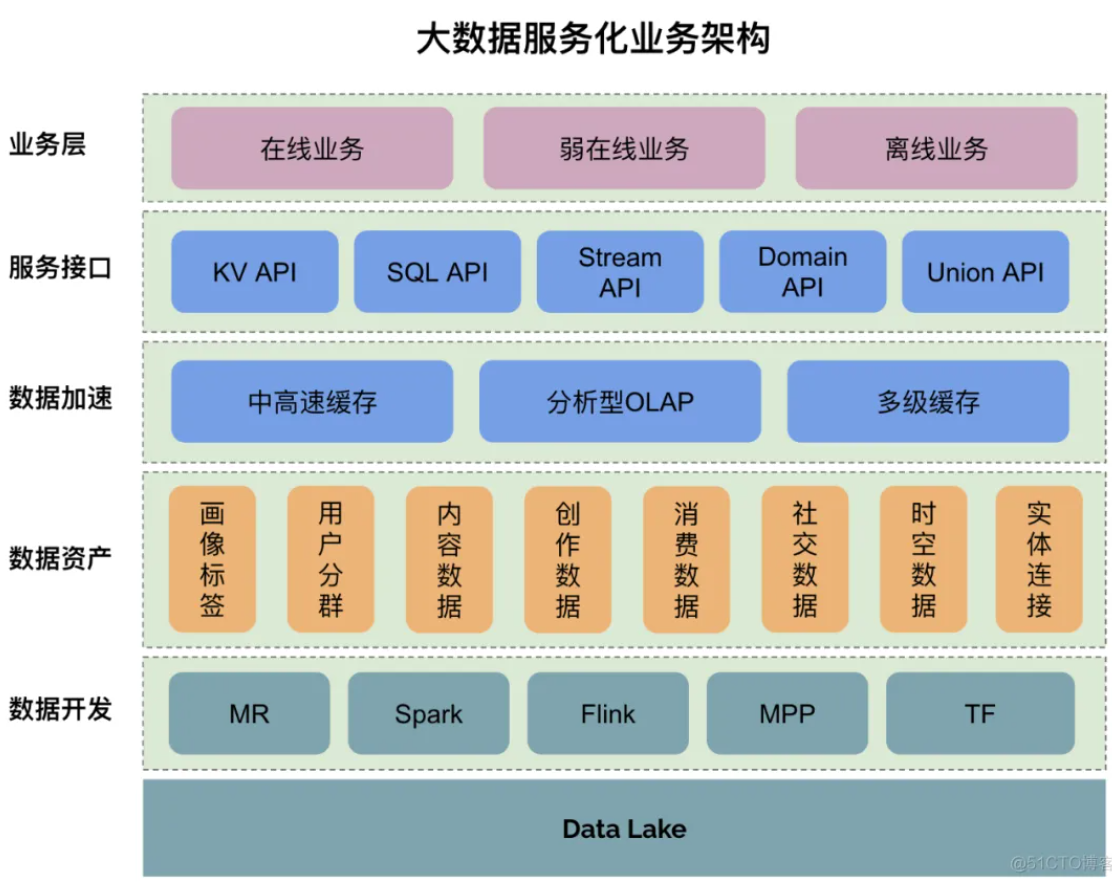 大数据服务化业务架构
业务层
在线业务
弱在线业务
离线业务
服务接口
KV API
SQL API
Stream
API
Domain
API
Union API
数据加速
中高速缓存
分析型OLAP
多级缓存
数据资产
画像标签
用户分群
内容数据
创作数据
消费数据
社交数据
时空数据
实体连接
数据开发
MR
Spark
Flink
MPP
TF
Data Lake
@51CTO博客